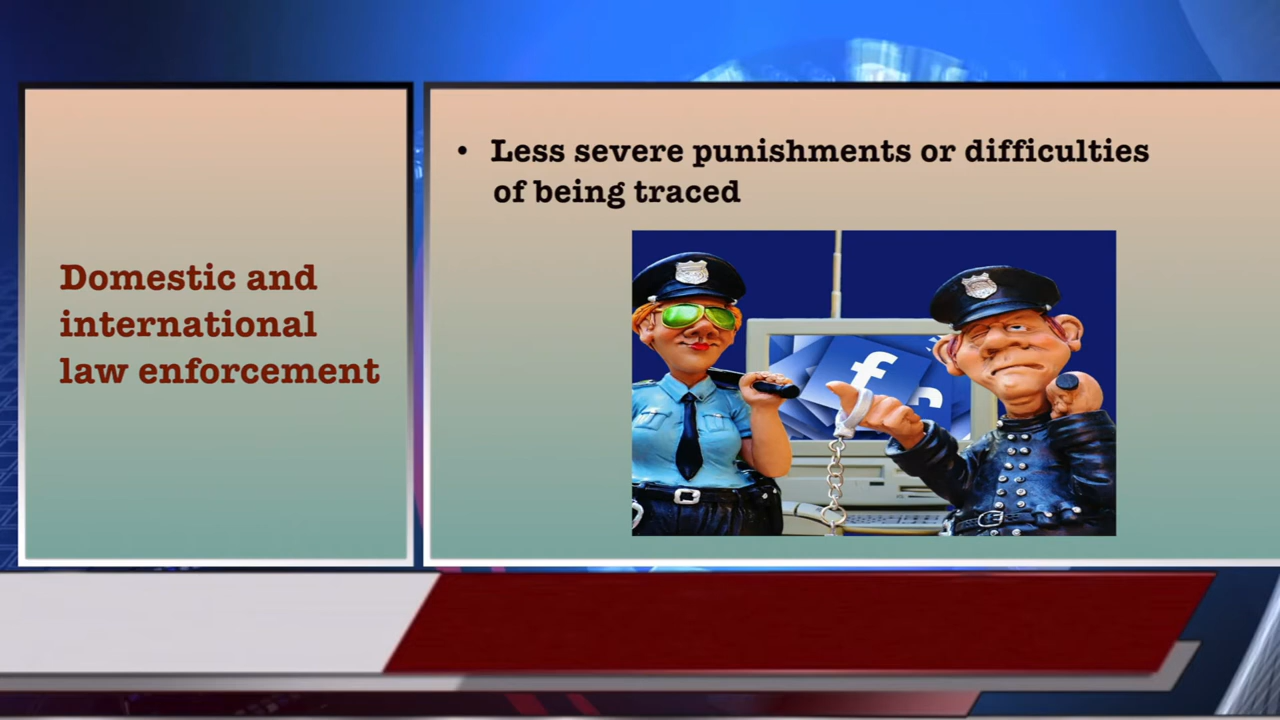 Domestic and
international
law enforcement
• Less severe punishments or difficulties
of being traced
f